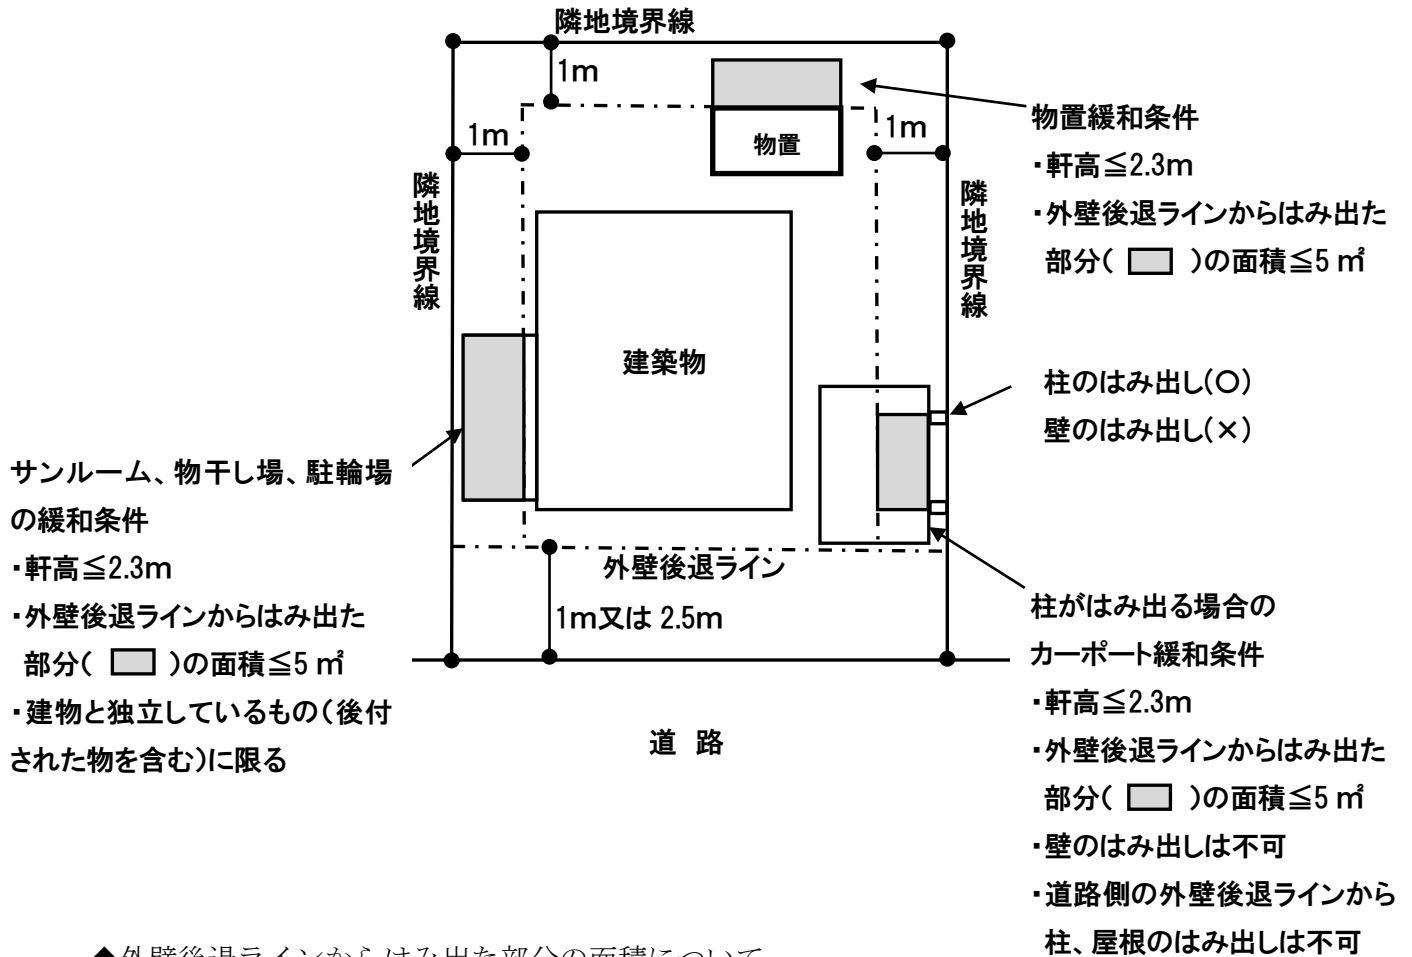 隣地境界線
1m
1m
1m
物置
隣地境界線
隣地境界線
物置緩和条件
・軒高≦2.3m
・外壁後退ラインからはみ出た
部分( )の面積≦5㎡
建築物
柱のはみ出し(○)
壁のはみ出し(×)
サンルーム、物干し場、駐輪場
の緩和条件
・軒高≦2.3m
・外壁後退ラインからはみ出た
部分( )の面積≦5㎡
・建物と独立しているもの(後付
された物を含む)に限る
外壁後退ライン
1m又は 2.5m
道 路
柱がはみ出る場合の
カーポート緩和条件
・軒高≦2.3m
・外壁後退ラインからはみ出た
部分( )の面積≦5㎡
・壁のはみ出しは不可
・道路側の外壁後退ラインから
柱、屋根のはみ出しは不可
◆外壁後退ラインからはみ出た部分の面積について